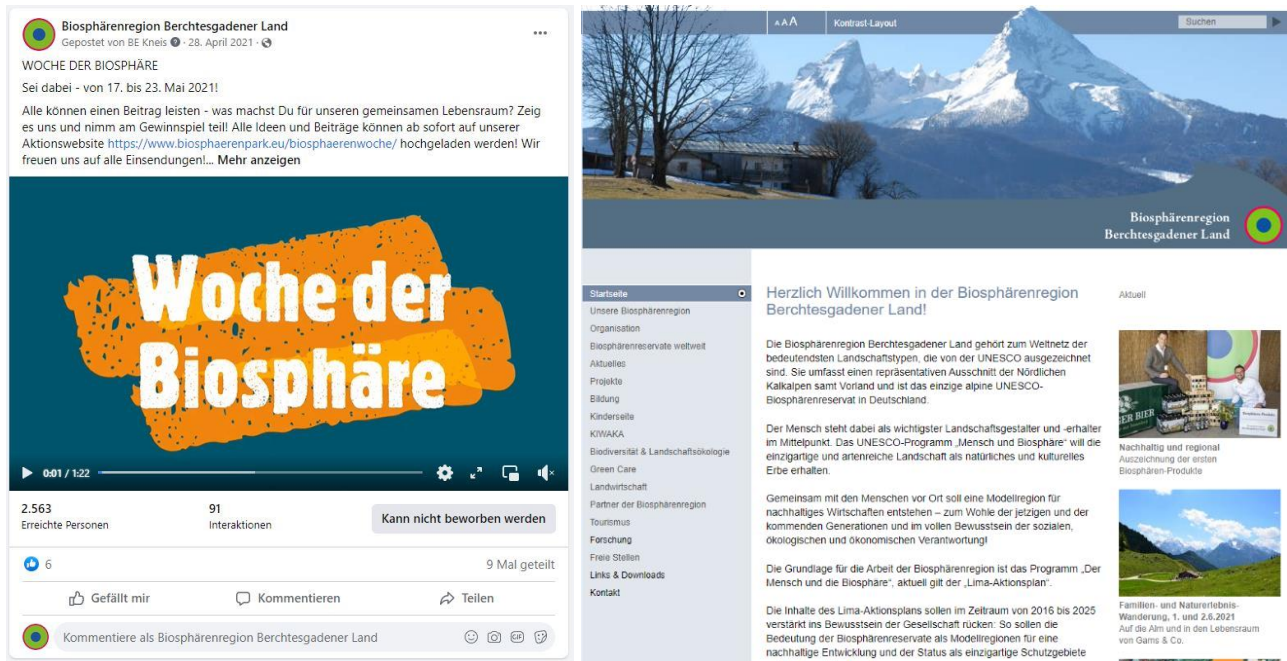 Biosphärenregion Berchtesgadener Land
Gepostet von BE Kneis · 28. April 2021 ·
WOCHE DER BIOSPHÄRE
Sei dabei - von 17. bis 23. Mai 2021!
Alle können einen Beitrag leisten - was machst Du für unseren gemeinsamen Lebensraum? Zeig
es uns und nimm am Gewinnspiel teil! Alle Ideen und Beiträge können ab sofort auf unserer
Aktionswebsite https://www.biosphaerenpark.eu/biosphaerenwoche/ hochgeladen werden! Wir
freuen uns auf alle Einsendungen!... Mehr anzeigen
Woche der
Biosphäre
0:01 / 1:22
2.563
Erreichte Personen
91
Interaktionen
Kann nicht beworben werden
6
9 Mal geteilt
Gefällt mir
Kommentieren
Teilen
Kommentiere als Biosphärenregion Berchtesgadener Land
GIF
AAA
Kontrast-Layout
Suchen
Biosphärenregion
Berchtesgadener Land
Startseite
Unsere Biosphärenregion
Organisation
Biosphärenreservate weltweit
Aktuelles
Projekte
Bildung
Kinderseite
KIWAKA
Biodiversität & Landschaftsökologie
Green Care
Landwirtschaft
Partner der Biosphärenregion
Tourismus
Forschung
Freie Stellen
Links & Downloads
Kontakt
Herzlich Willkommen in der Biosphärenregion
Berchtesgadener Land!
Die Biosphärenregion Berchtesgadener Land gehört zum Weltnetz der
bedeutendsten Landschaftstypen, die von der UNESCO ausgezeichnet
sind. Sie umfasst einen repräsentativen Ausschnitt der Nördlichen
Kalkalpen samt Vorland und ist das einzige alpine UNESCO-
Biosphärenreservat in Deutschland.
Der Mensch steht dabei als wichtigster Landschaftsgestalter und -erhalter
im Mittelpunkt. Das UNESCO-Programm „Mensch und Biosphäre“ will die
einzigartige und artenreiche Landschaft als natürliches und kulturelles
Erbe erhalten.
Gemeinsam mit den Menschen vor Ort soll eine Modellregion für
nachhaltiges Wirtschaften entstehen – zum Wohle der jetzigen und der
kommenden Generationen und im vollen Bewusstsein der sozialen,
ökologischen und ökonomischen Verantwortung!
Die Grundlage für die Arbeit der Biosphärenregion ist das Programm „Der
Mensch und die Biosphäre“, aktuell gilt der „Lima-Aktionsplan“.
Die Inhalte des Lima-Aktionsplans sollen im Zeitraum von 2016 bis 2025
verstärkt ins Bewusstsein der Gesellschaft rücken: So sollen die
Bedeutung der Biosphärenreservate als Modellregionen für eine
nachhaltige Entwicklung und der Status als einzigartige Schutzgebiete
Aktuell
ER BIER
Nachhaltig und regional
Auszeichnung der ersten
Biosphären-Produkte
Familien- und Naturerlebnis-
Wanderung, 1. und 2.6.2021
Auf die Alm und in den Lebensraum
von Gams & Co.